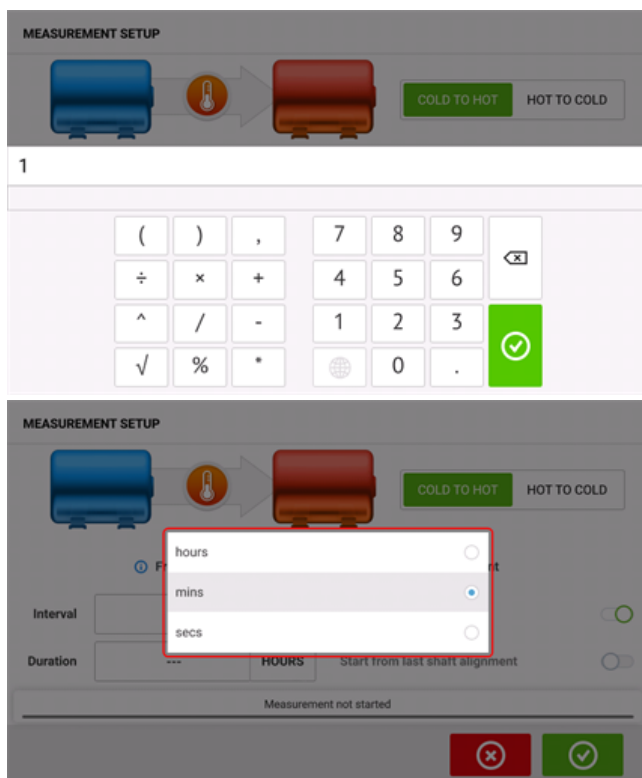 MEASUREMENT SETUP
COLD TO HOT HOT TO COLD
1
( ) , 7 8 9
÷ × + 4 5 6
^ / - 1 2 3
√ % * 0 .
MEASUREMENT SETUP
COLD TO HOT HOT TO COLD
hours
mins
Interval
secs
Duration --- HOURS Start from last shaft alignment
Measurement not started